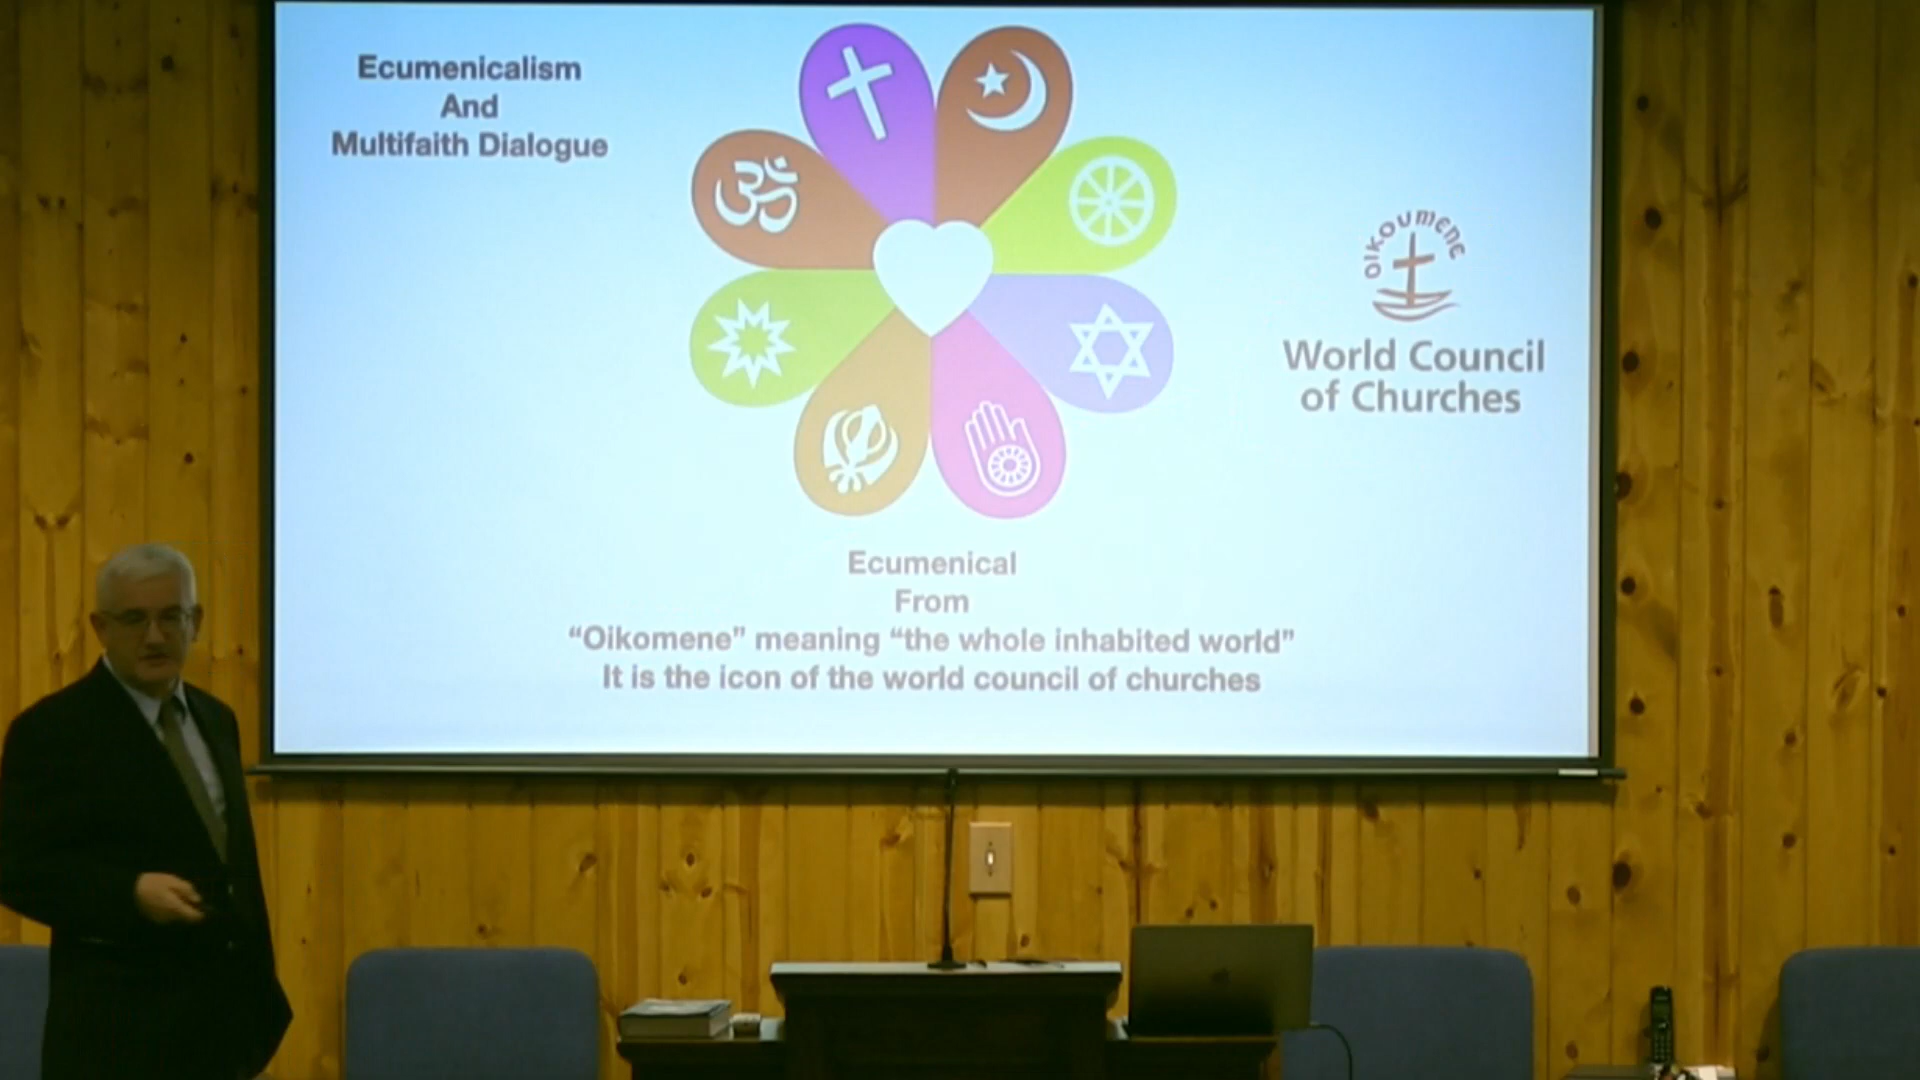 Ecumenicalism
And
Multifaith Dialogue
OIKOUMENE
World Council
of Churches
Ecumenical
From
“Oikomene” meaning “the whole inhabited world”
It is the icon of the world council of churches